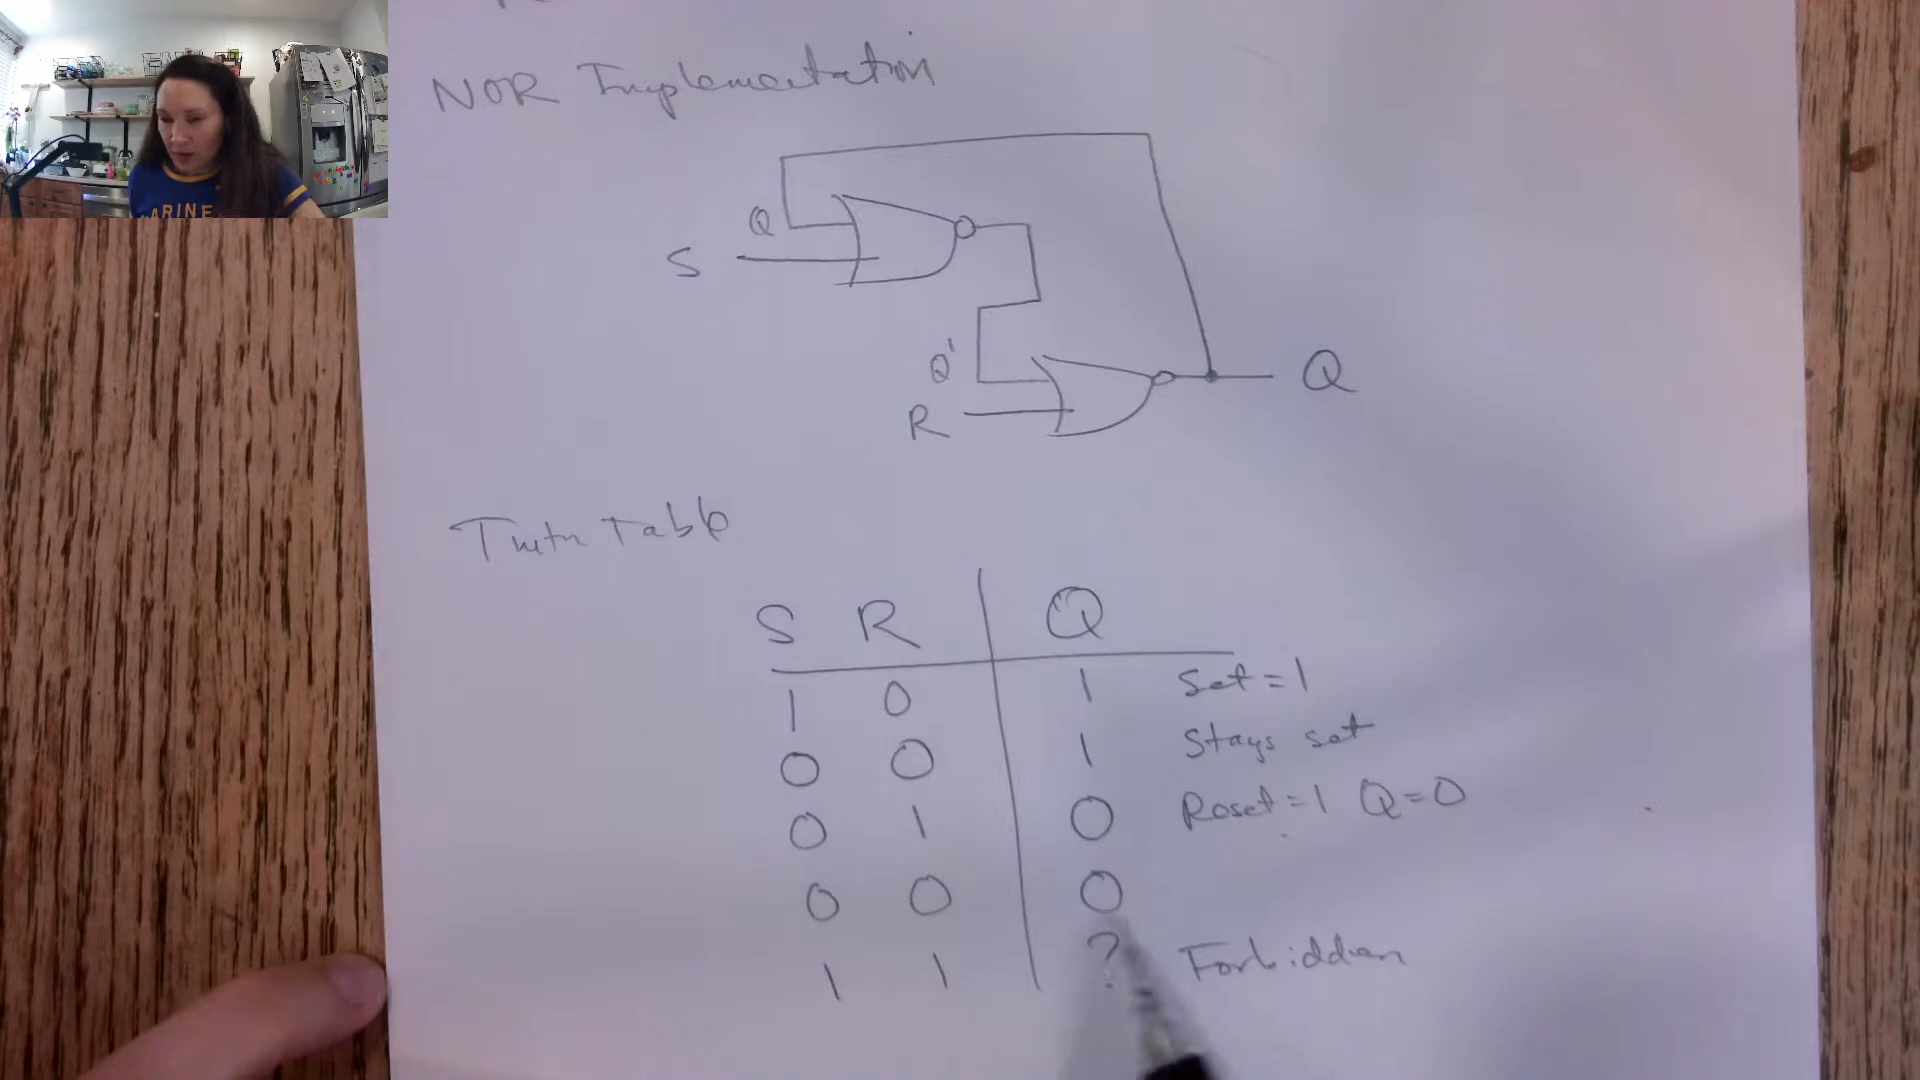 NOR Implementation
Q
S
Q'
R
Q
Truth Table
S R Q
1 0 1 Set = 1
0 0 1 Stays set
0 1 0 Reset = 1 Q = 0
0 0 0
1 1 ? Forbidden
ARINE